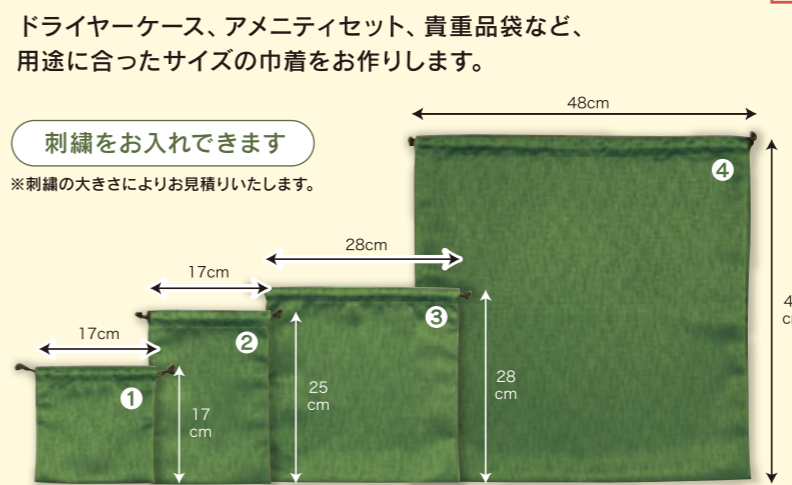 ドライヤーケース、アメニティセット、貴重品袋など、
用途に合ったサイズの巾着をお作りします。
刺繍をお入れできます
※刺繍の大きさによりお見積りいたします。
48cm
❹
28cm
17cm
❸
❷
17cm
❶
28
cm
25
cm
17
cm